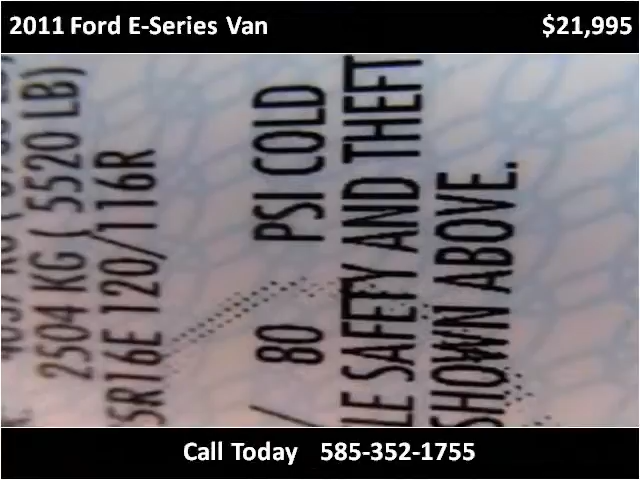 2011 Ford E-Series Van $21,995
2504 KG ( 5520 LB)
5R16E 120/116R
/ 80 PSI COLD
LE SAFETY AND THEFT
SHOWN ABOVE.
Call Today 585-352-1755